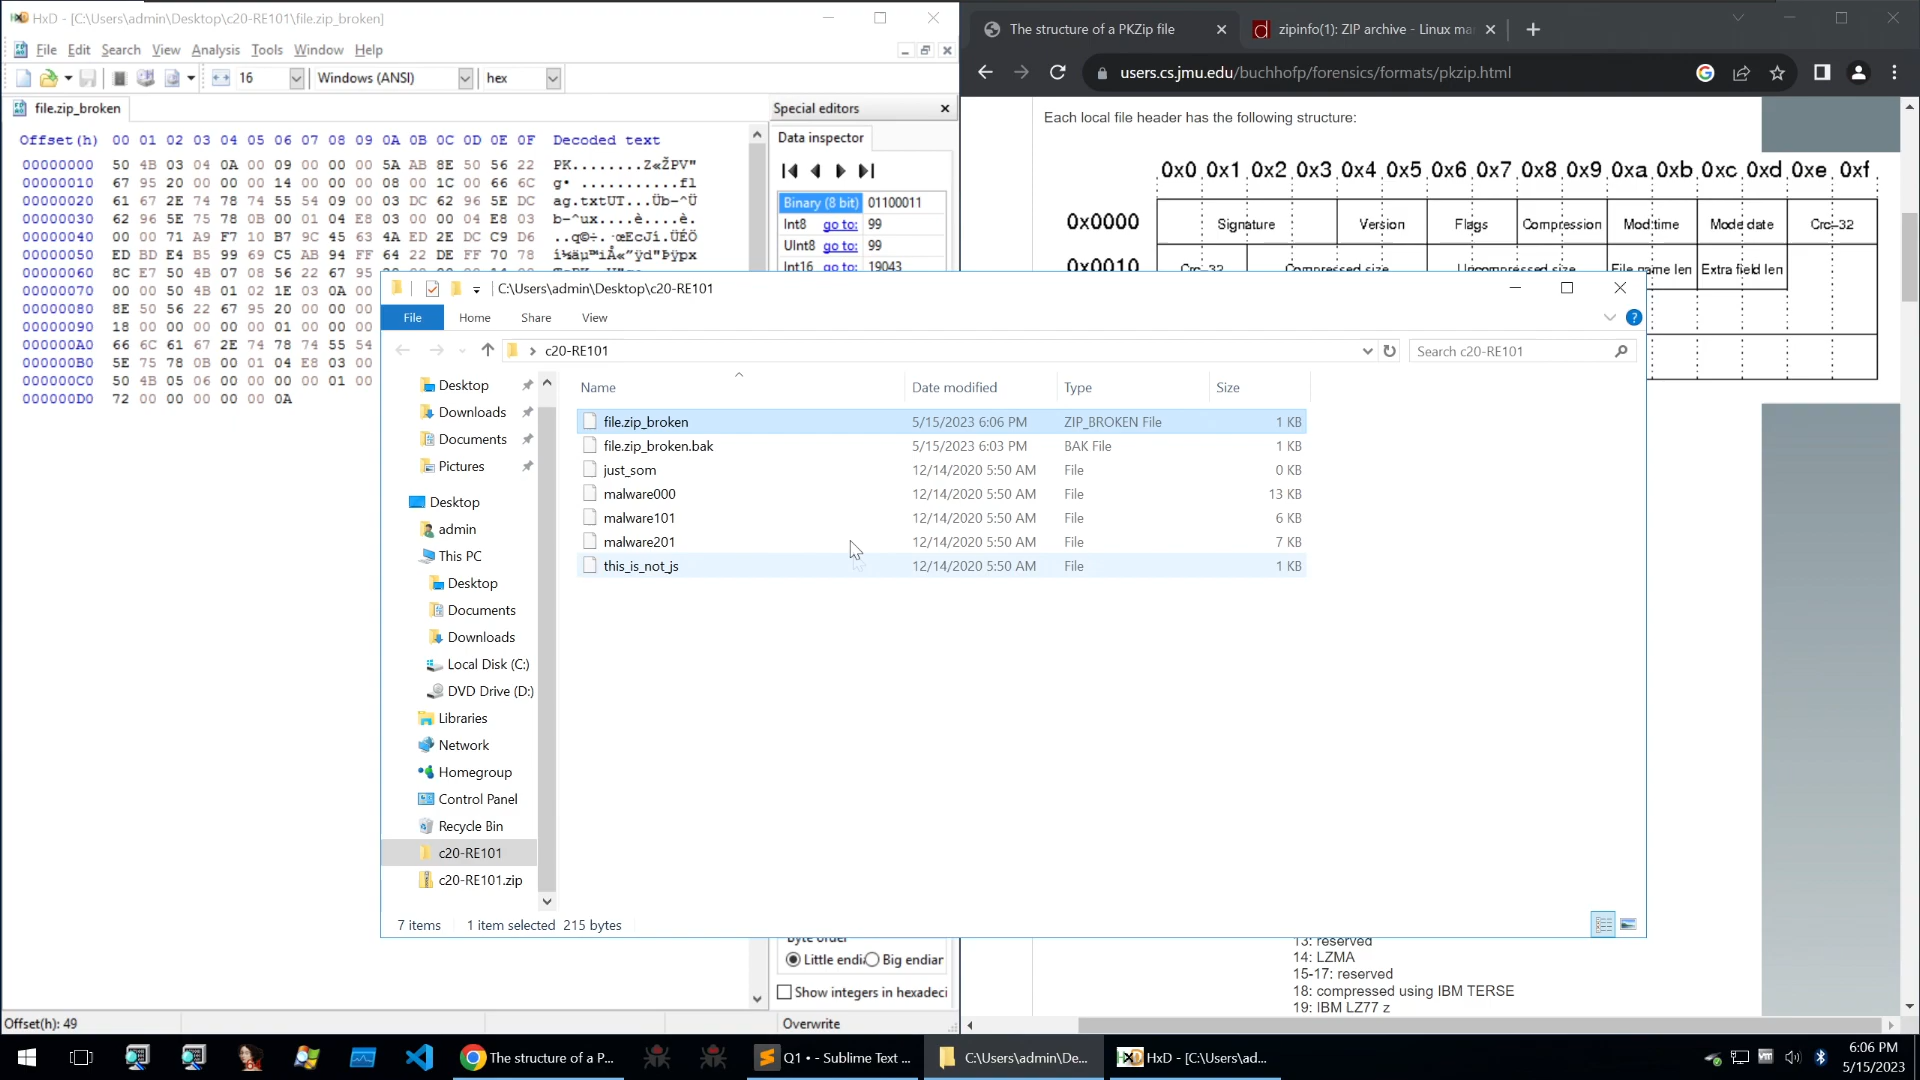 HxD - [C:\Users\admin\Desktop\c20-RE101\file.zip_broken]
File Edit Search View Analysis Tools Window Help
16 Windows (ANSI) hex
file.zip_broken
Special editors
Data inspector
Offset(h) 00 01 02 03 04 05 06 07 08 09 0A 0B 0C 0D 0E 0F Decoded text
00000000 50 4B 03 04 0A 00 09 00 00 00 5A AB 8E 50 56 22 PK........Z«ŽPV"
00000010 67 95 20 00 00 00 14 00 00 00 08 00 1C 00 66 6C g• ...........fl
00000020 61 67 2E 74 78 74 55 54 09 00 03 DC 62 96 5E DC ag.txtUT...Üb–^Ü
00000030 62 96 5E 75 78 0B 00 01 04 E8 03 00 00 04 E8 03 b–^ux....è....è.
00000040 00 00 71 A9 F7 10 B7 9C 45 63 4A ED 2E DC C9 D6 ..q©÷.·œEcJí.ÜÉÖ
00000050 ED BD E4 B5 99 69 C5 AB 94 FF 64 22 DE FF 70 78 í½äµ™iÅ«”ÿd"Þÿpx
00000060 8C E7 50 4B 07 08 56 22 67 95
00000070 00 00 50 4B 01 02 1E 03 0A 00
00000080 8E 50 56 22 67 95 20 00 00 00
00000090 18 00 00 00 00 00 01 00 00 00
000000A0 66 6C 61 67 2E 74 78 74 55 54
000000B0 5E 75 78 0B 00 01 04 E8 03 00
000000C0 50 4B 05 06 00 00 00 00 01 00
000000D0 72 00 00 00 00 00 0A
Binary (8 bit) 01100011
Int8 go to: 99
UInt8 go to: 99
Int16 go to: 19043
Byte order
Little endi Big endiar
Show integers in hexadeci
Offset(h): 49
Overwrite
The structure of a PKZip file
zipinfo(1): ZIP archive - Linux ma
users.cs.jmu.edu/buchhofp/forensics/formats/pkzip.html
Each local file header has the following structure:
0x0 0x1 0x2 0x3 0x4 0x5 0x6 0x7 0x8 0x9 0xa 0xb 0xc 0xd 0xe 0xf
0x0000 Signature Version Flags Compression Mod time Mode date Crc-32
0x0010 Crc-32 Compressed size Uncompressed size File name len Extra field len
C:\Users\admin\Desktop\c20-RE101
File Home Share View
c20-RE101
Search c20-RE101
Desktop
Downloads
Documents
Pictures
Desktop
admin
This PC
Desktop
Documents
Downloads
Local Disk (C:)
DVD Drive (D:)
Libraries
Network
Homegroup
Control Panel
Recycle Bin
c20-RE101
c20-RE101.zip
Name Date modified Type Size
file.zip_broken 5/15/2023 6:06 PM ZIP_BROKEN File 1 KB
file.zip_broken.bak 5/15/2023 6:03 PM BAK File 1 KB
just_som 12/14/2020 5:50 AM File 0 KB
malware000 12/14/2020 5:50 AM File 13 KB
malware101 12/14/2020 5:50 AM File 6 KB
malware201 12/14/2020 5:50 AM File 7 KB
this_is_not_js 12/14/2020 5:50 AM File 1 KB
7 items 1 item selected 215 bytes
13: reserved
14: LZMA
15-17: reserved
18: compressed using IBM TERSE
19: IBM LZ77 z
The structure of a P...
Q1 • - Sublime Text ...
C:\Users\admin\De...
HxD - [C:\Users\ad...
6:06 PM
5/15/2023